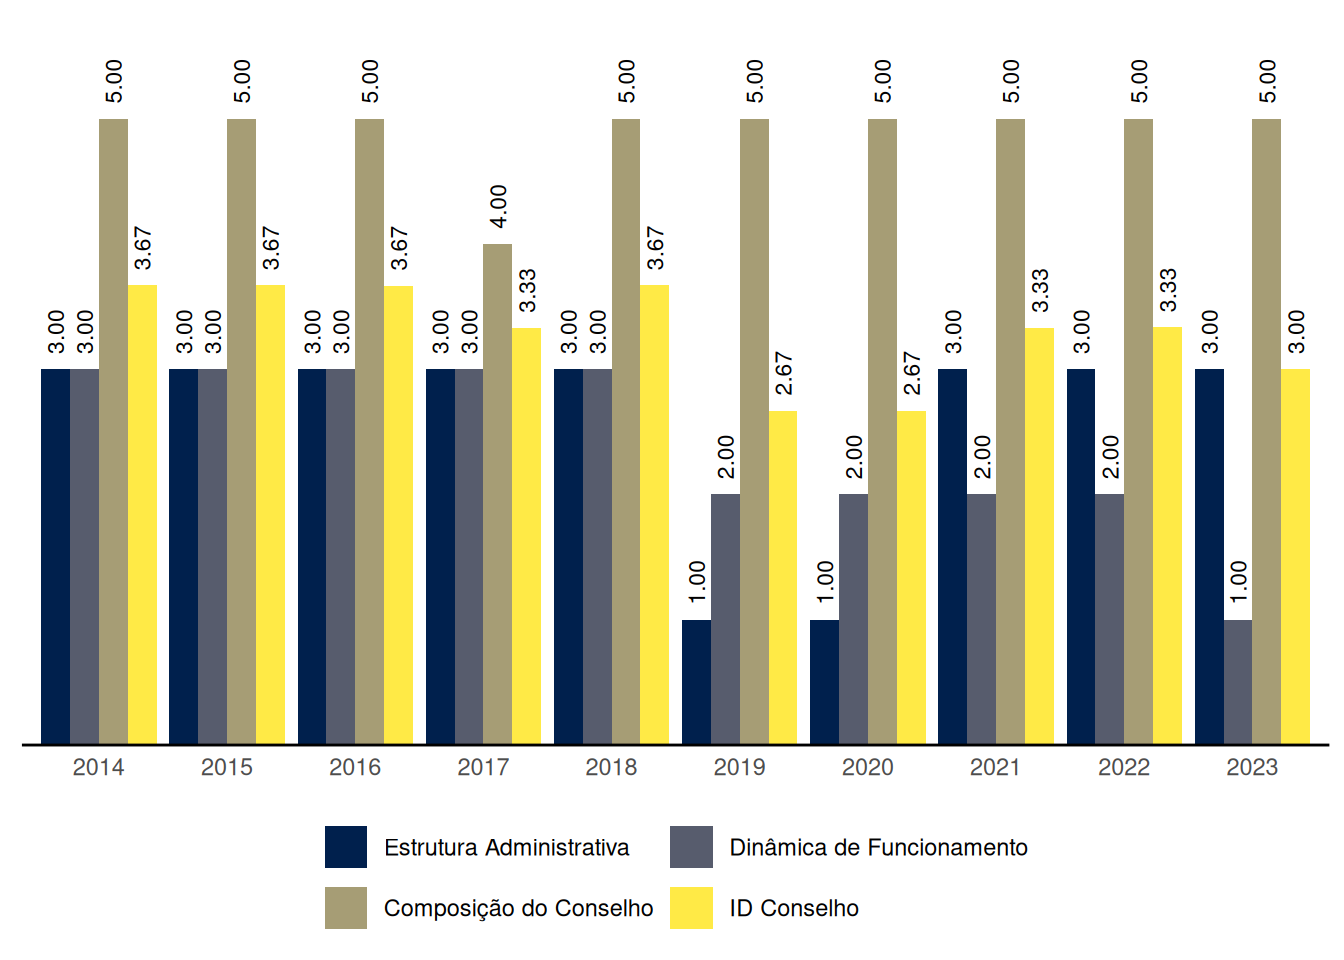 3.00 3.00 5.00 3.67 3.00 3.00 5.00 3.67 3.00 3.00 5.00 3.67 3.00 3.00 4.00 3.33 3.00 3.00 5.00 3.67 1.00 2.00 5.00 2.67 1.00 2.00 5.00 2.67 3.00 2.00 5.00 3.33 3.00 2.00 5.00 3.33 3.00 1.00 5.00 3.00
2014 2015 2016 2017 2018 2019 2020 2021 2022 2023
Estrutura Administrativa Dinâmica de Funcionamento
Composição do Conselho ID Conselho